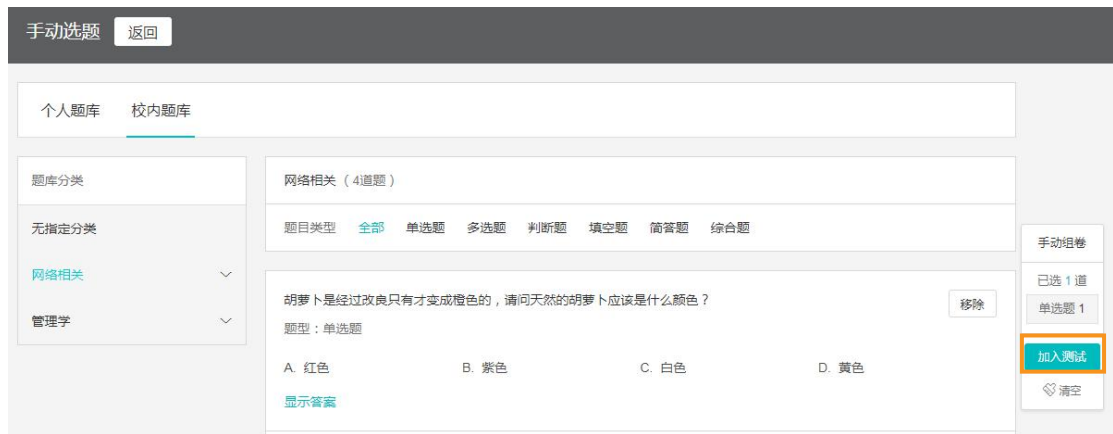 手动选题 返回
个人题库 校内题库
题库分类
无指定分类
网络相关
管理学
网络相关（4道题）
题目类型 全部 单选题 多选题 判断题 填空题 简答题 综合题
胡萝卜是经过改良只有才变成橙色的，请问天然的胡萝卜应该是什么颜色？ 移除
题型：单选题
A. 红色 B. 紫色 C. 白色 D. 黄色
显示答案
手动组卷
已选 1 道
单选题 1
加入测试
清空